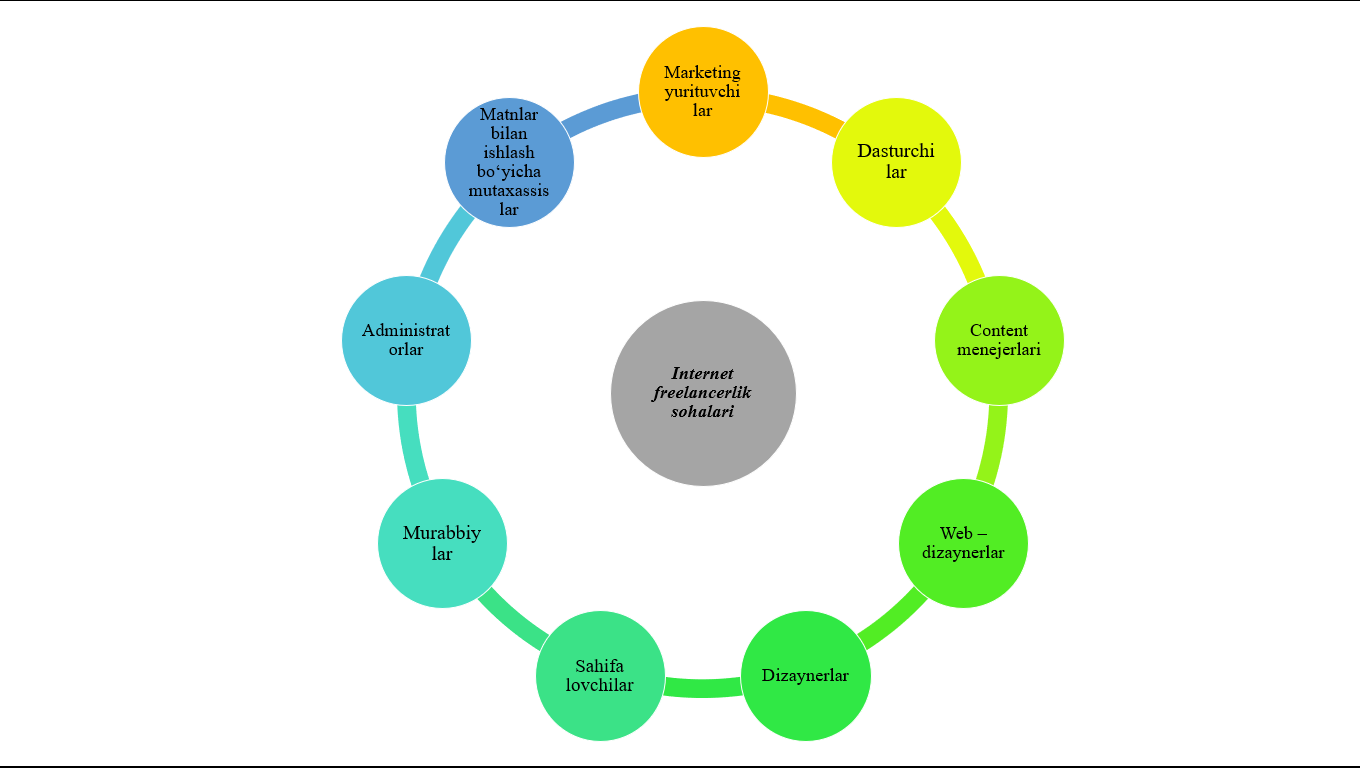 Marketing
yurituvchi
lar
Dasturchi
lar
Content
menejerlari
Web –
dizaynerlar
Dizaynerlar
Sahifa
lovchilar
Murabbiy
lar
Administrat
orlar
Matnlar
bilan
ishlash
bo‘yicha
mutaxassis
lar
Internet
freelancerlik
sohalari